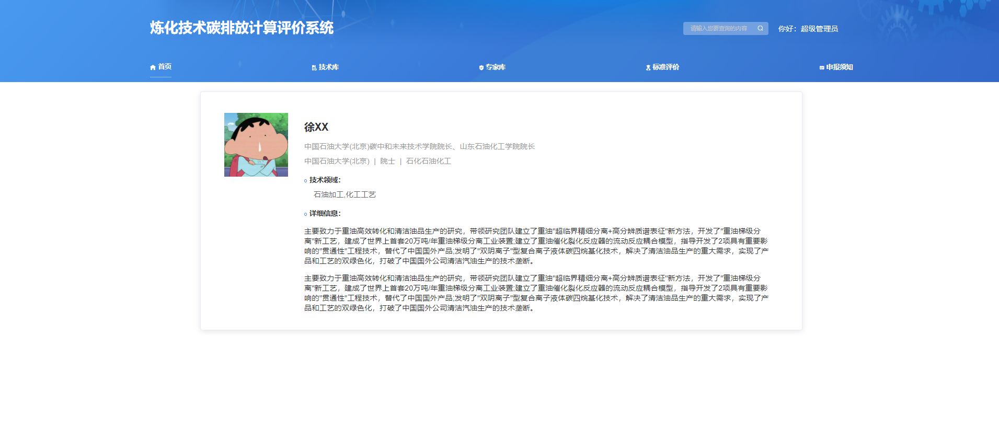 炼化技术碳排放计算评价系统
请输入您要查询的内容
你好：超级管理员
首页
技术库
专家库
标准评价
申报须知
徐XX
中国石油大学(北京)碳中和未来技术学院院长、山东石油化工学院院长
中国石油大学(北京) | 院士 | 石化石油化工
技术领域：
石油加工,化工工艺
详细信息：
主要致力于重油高效转化和清洁油品生产的研究，带领研究团队建立了重油"超临界精细分离+高分辨质谱表征"新方法，开发了"重油梯级分
离"新工艺，建成了世界上首套20万吨/年重油梯级分离工业装置;建立了重油催化裂化反应器的流动反应耦合模型，指导开发了2项具有重要影
响的"贯通性"工程技术，替代了中国国外产品;发明了"双阴离子"型复合离子液体碳四烷基化技术，解决了清洁油品生产的重大需求，实现了产
品和工艺的双绿色化，打破了中国国外公司清洁汽油生产的技术垄断。
主要致力于重油高效转化和清洁油品生产的研究，带领研究团队建立了重油"超临界精细分离+高分辨质谱表征"新方法，开发了"重油梯级分
离"新工艺，建成了世界上首套20万吨/年重油梯级分离工业装置;建立了重油催化裂化反应器的流动反应耦合模型，指导开发了2项具有重要影
响的"贯通性"工程技术，替代了中国国外产品;发明了"双阴离子"型复合离子液体碳四烷基化技术，解决了清洁油品生产的重大需求，实现了产
品和工艺的双绿色化，打破了中国国外公司清洁汽油生产的技术垄断。